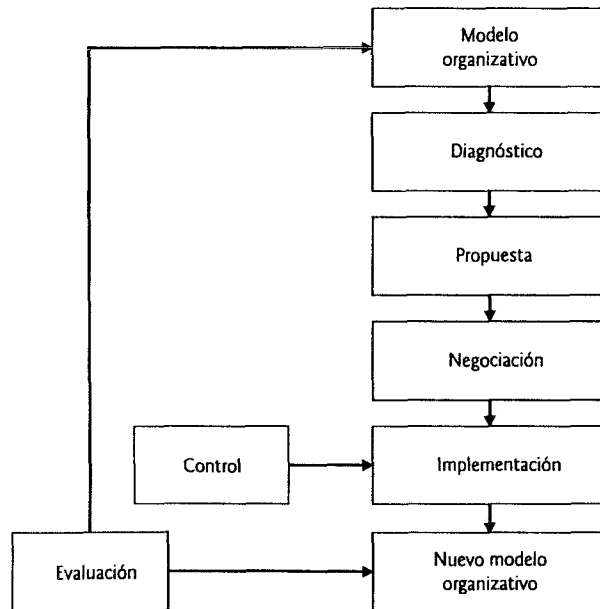 Modelo
organizativo
Diagnóstico
Propuesta
Negociación
Control
Implementación
Evaluación
Nuevo modelo
organizativo